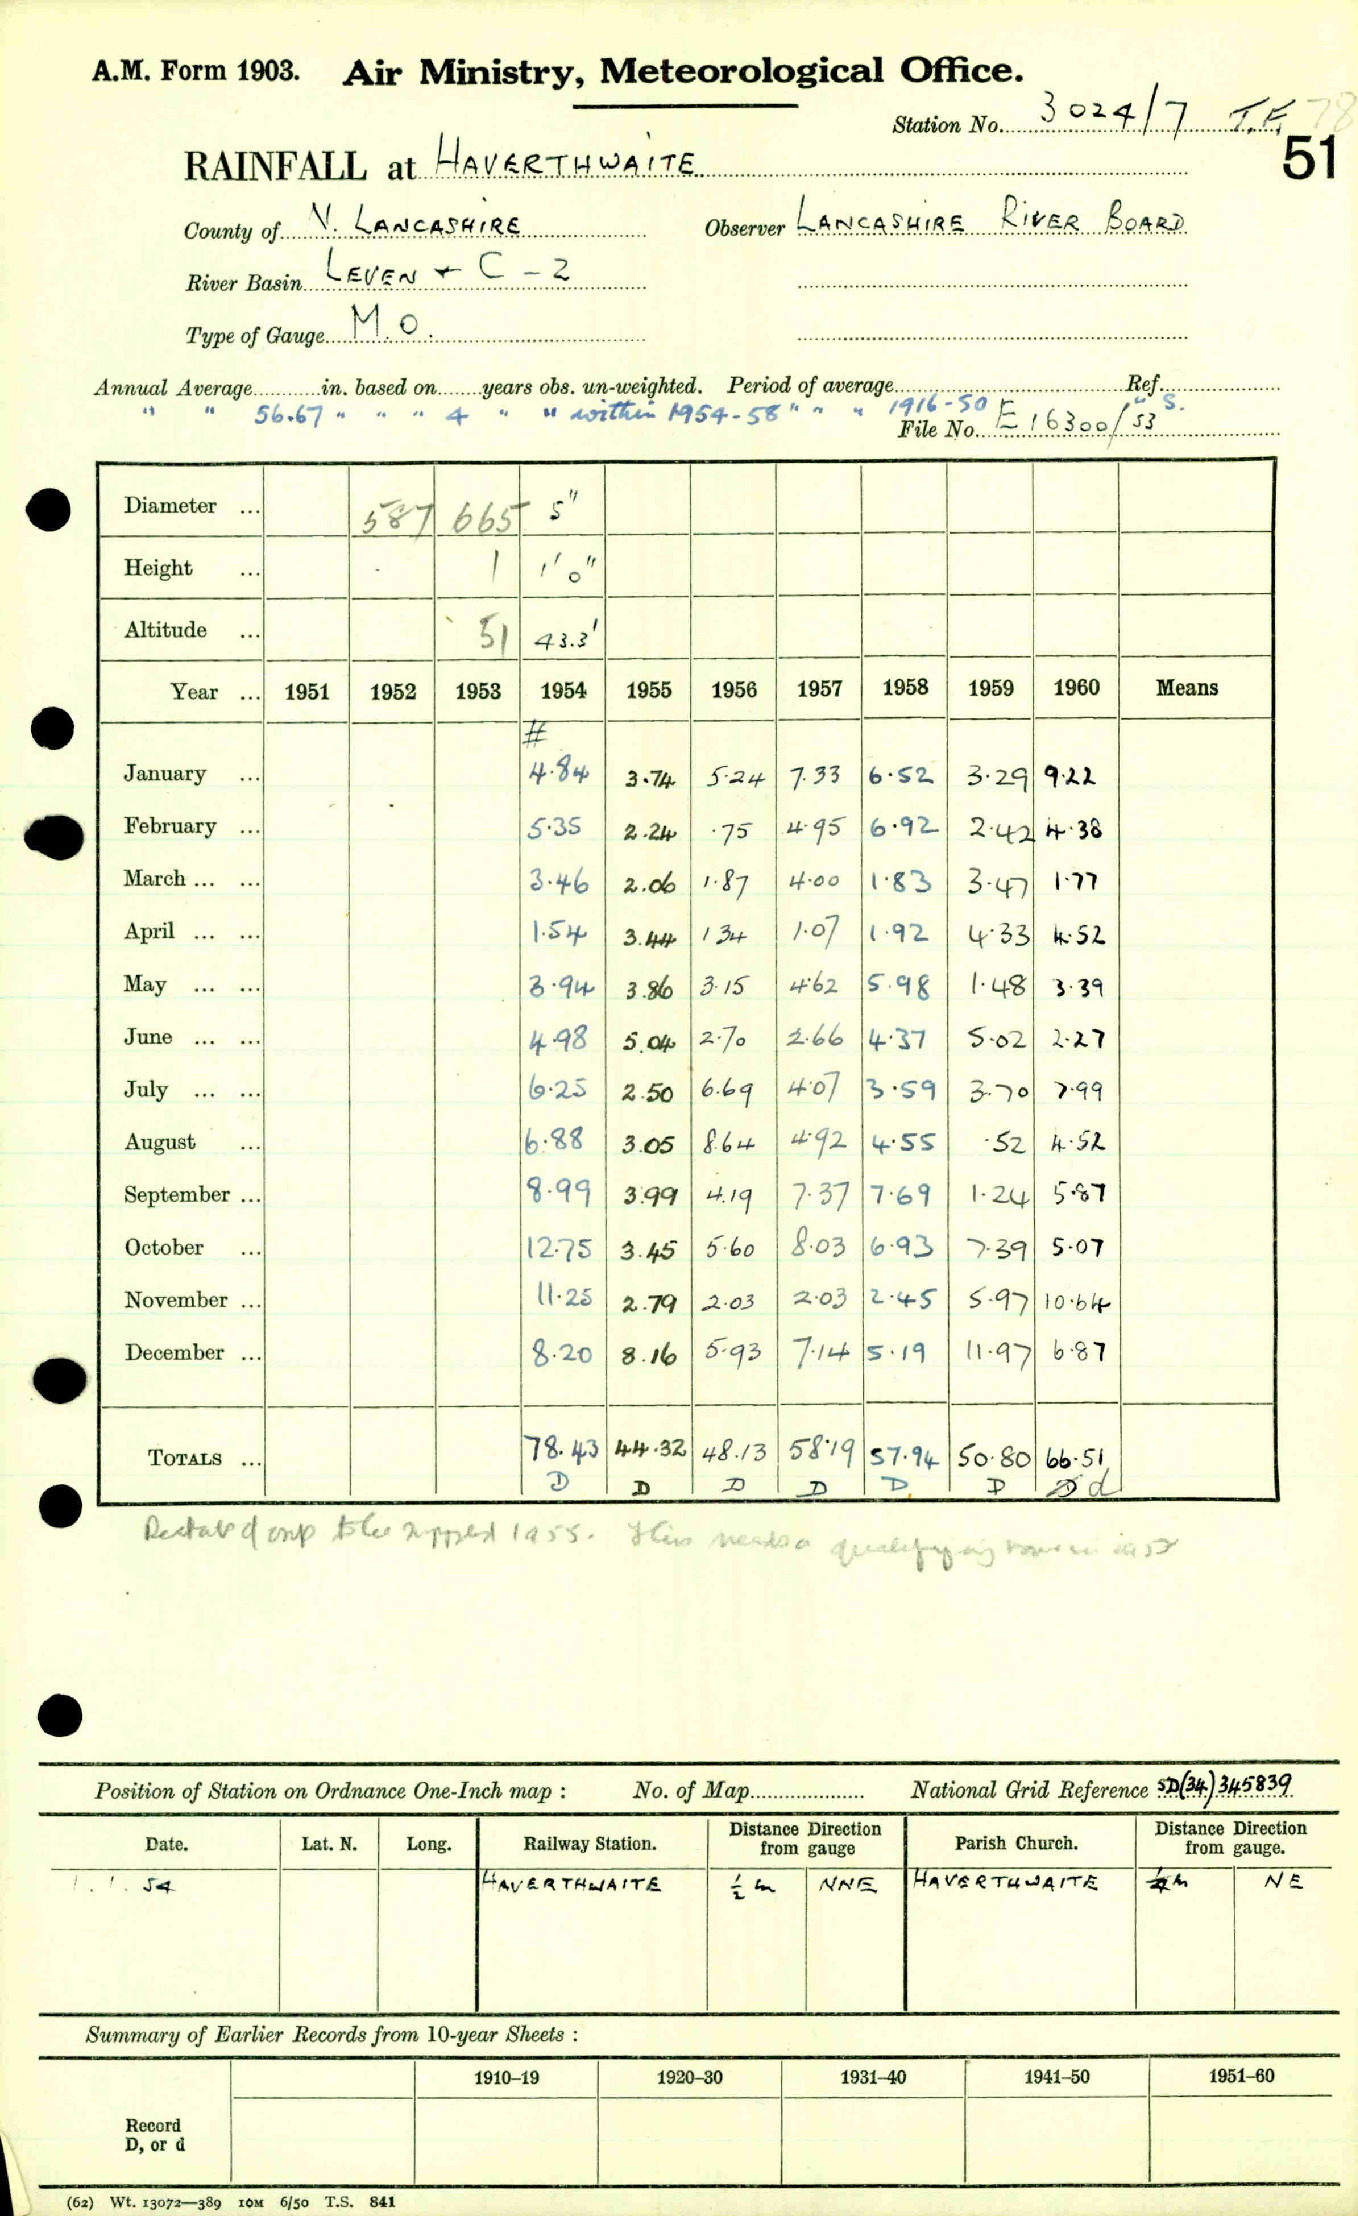 A.M. Form 1903. Air Ministry, Meteorological Office.
Station No. 3024/7 T.F. 78
51
RAINFALL at HAVERTHWAITE
County of N. LANCASHIRE Observer LANCASHIRE RIVER BOARD
River Basin LEVEN + C - 2
Type of Gauge M.O.
Annual Average............in. based on........years obs. un-weighted. Period of average............Ref............
" " 56.67 " " " 4 " " within 1954-58 " " " 1916-50 " S.
File No. E 16300/53
Diameter ... 587 665 5"
Height ... 1 1' 0"
Altitude ... 51 43.3'
Year ... 1951 1952 1953 1954 1955 1956 1957 1958 1959 1960 Means
#
January ... 4.84 3.74 5.24 7.33 6.52 3.29 9.22
February ... 5.35 2.24 .75 4.95 6.92 2.42 4.38
March ... ... 3.46 2.06 1.87 4.00 1.83 3.47 1.77
April ... ... 1.54 3.44 1 34 1.07 1.92 4.33 4.52
May ... ... 3.94 3.86 3.15 4.62 5.98 1.48 3.39
June ... ... 4.98 5.04 2.70 2.66 4.37 5.02 2.27
July ... ... 6.25 2.50 6.69 4.07 3.59 3.70 7.99
August ... 6.88 3.05 8.64 4.92 4.55 .52 4.52
September ... 8.99 3.99 4.19 7.37 7.69 1.24 5.87
October ... 12.75 3.45 5.60 8.03 6.93 7.39 5.07
November ... 11.25 2.79 2.03 2.03 2.45 5.97 10.64
December ... 8.20 8.16 5.93 7.14 5.19 11.97 6.87
TOTALS ... 78.43 44.32 48.13 58.19 57.94 50.80 66.51
D D D D D D D d
1955. This needs a qualifying
Position of Station on Ordnance One-Inch map : No. of Map.................... National Grid Reference SD(34)345839
Date. Lat. N. Long. Railway Station. Distance Direction from gauge Parish Church. Distance Direction from gauge.
1. 1. 54 HAVERTHWAITE ½ m NNE HAVERTHWAITE ¼ m NE
Summary of Earlier Records from 10-year Sheets :
1910–19 1920–30 1931–40 1941–50 1951–60
Record
D, or d
(62) Wt. 13072—389 10M 6/50 T.S. 841